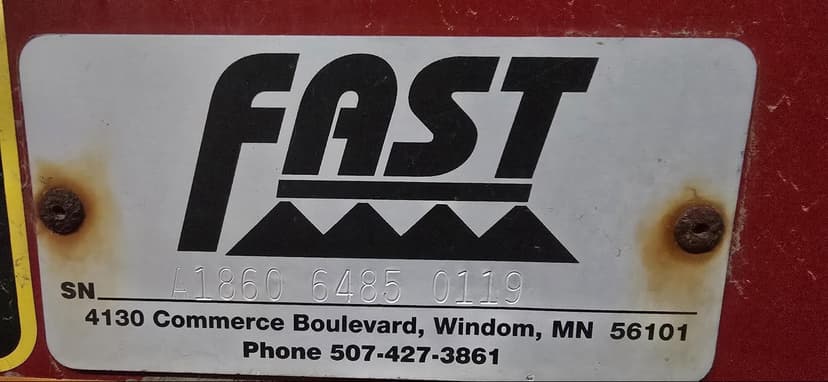 FAST
SN A1860 6485 0119
4130 Commerce Boulevard, Windom, MN 56101
Phone 507-427-3861